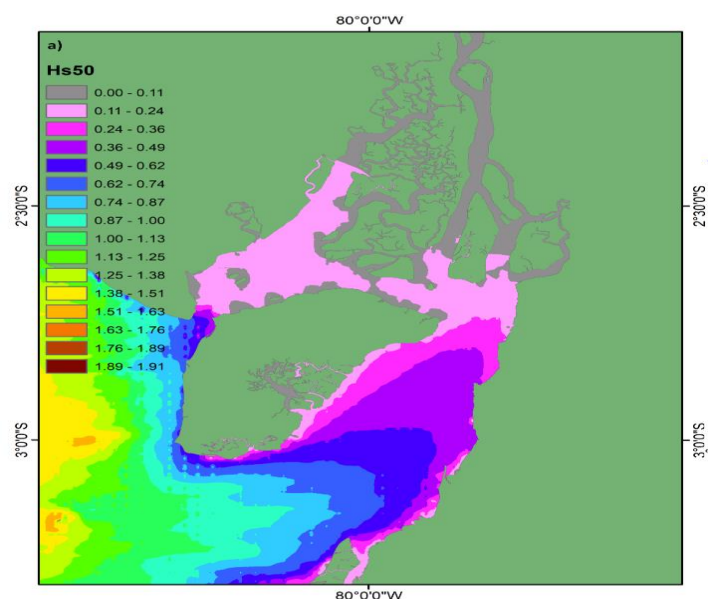 80°0'0"W
a)
Hs50
0.00 - 0.11
0.11 - 0.24
0.24 - 0.36
0.36 - 0.49
0.49 - 0.62
0.62 - 0.74
0.74 - 0.87
0.87 - 1.00
1.00 - 1.13
1.13 - 1.25
1.25 - 1.38
1.38 - 1.51
1.51 - 1.63
1.63 - 1.76
1.76 - 1.89
1.89 - 1.91
2°30'S
2°30'S
3°0'0"S
3°0'0"S
80°0'0"W